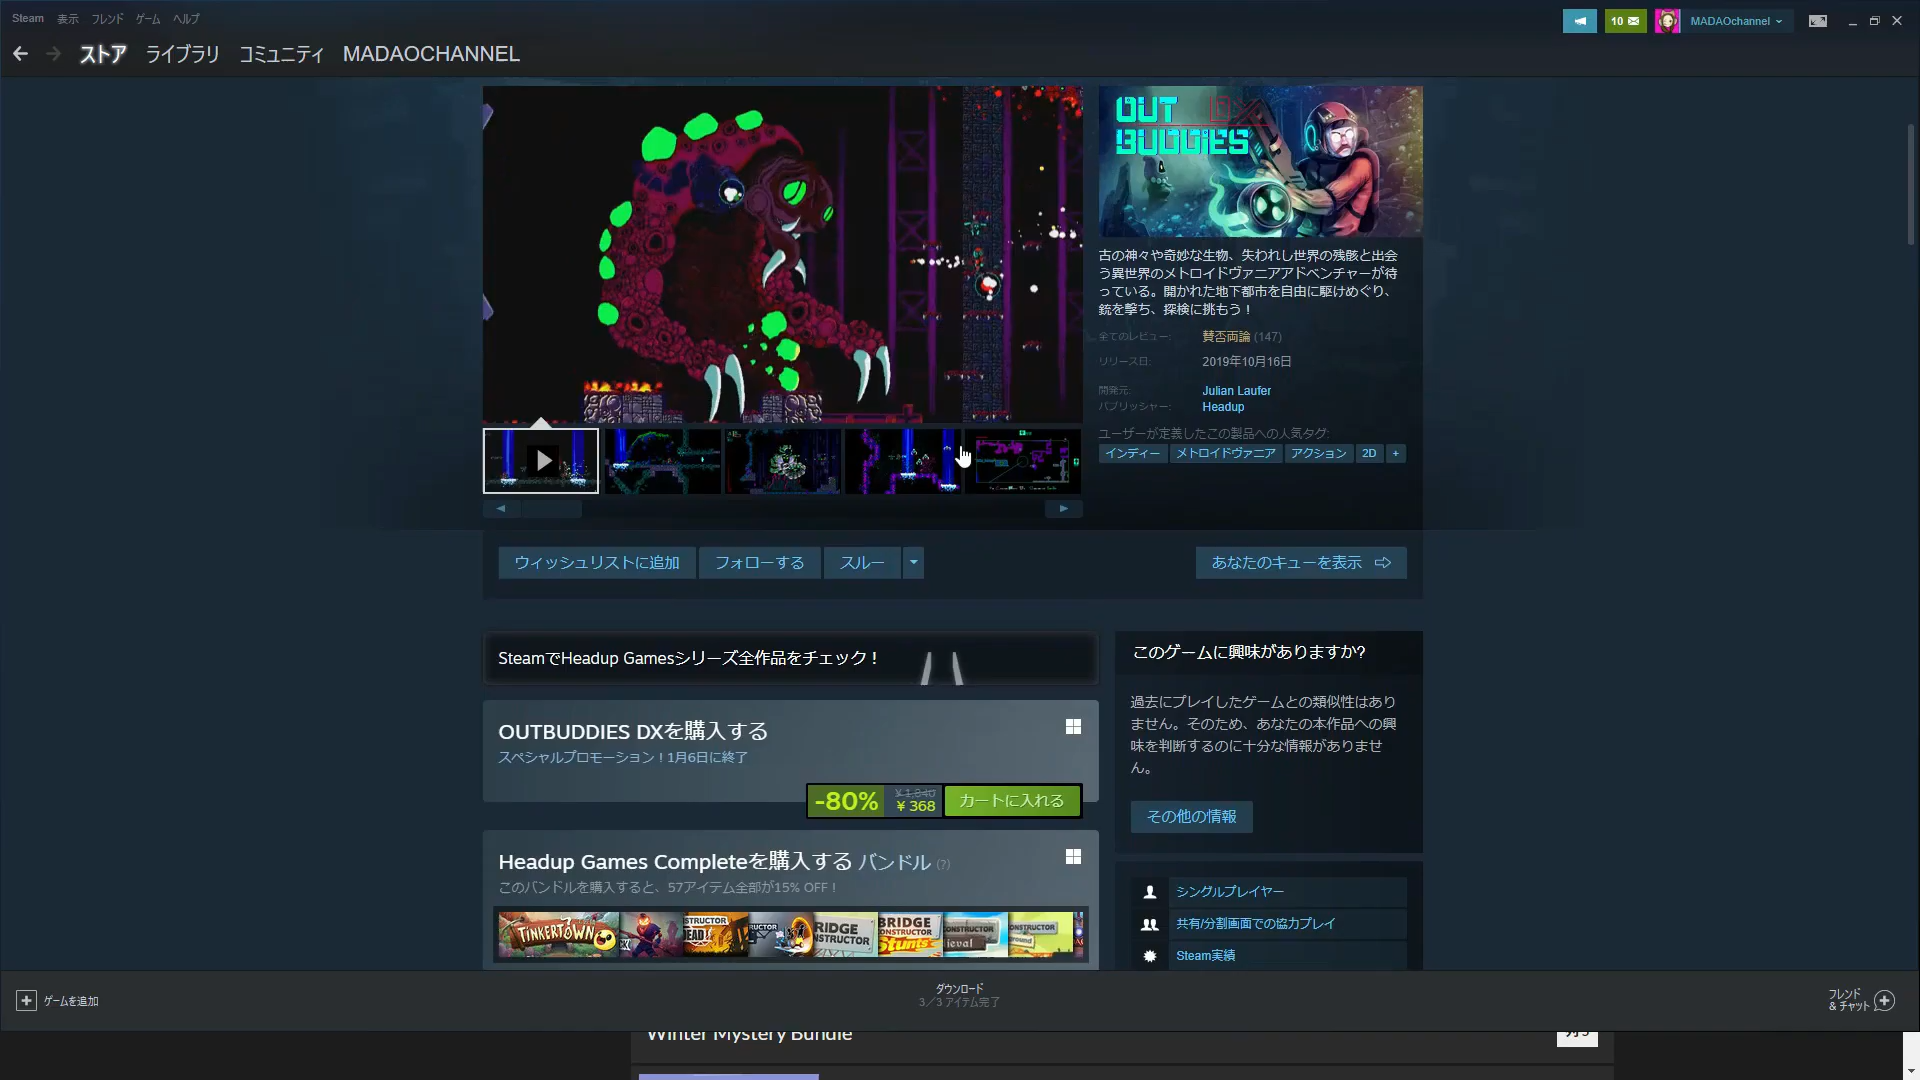 Steam 表示 フレンド ゲーム ヘルプ
10
MADAOchannel
ストア ライブラリ コミュニティ MADAOCHANNEL
OUT DX
BUDDIES
古の神々や奇妙な生物、失われし世界の残骸と出会
う異世界のメトロイドヴァニアアドベンチャーが待
っている。開かれた地下都市を自由に駆けめぐり、
銃を撃ち、探検に挑もう！
全てのレビュー: 賛否両論 (147)
リリース日: 2019年10月16日
開発元: Julian Laufer
パブリッシャー: Headup
ユーザーが定義したこの製品への人気タグ:
インディー メトロイドヴァニア アクション 2D +
ウィッシュリストに追加 フォローする スルー
あなたのキューを表示
SteamでHeadup Gamesシリーズ全作品をチェック！
OUTBUDDIES DXを購入する
スペシャルプロモーション！1月6日に終了
-80% ¥ 1,840 ¥ 368 カートに入れる
Headup Games Completeを購入する バンドル (?)
このバンドルを購入すると、57アイテム全部が15% OFF！
TINKERTOWN
STRUCTOR
HEAD
RUCTOR
RIDGE
NSTRUCTOR
BRIDGE
CONSTRUCTOR
Stunts
CONSTRUCTOR
ieval
CONSTRUCTOR
round
このゲームに興味がありますか?
過去にプレイしたゲームとの類似性はあり
ません。そのため、あなたの本作品への興
味を判断するのに十分な情報がありませ
ん。
その他の情報
シングルプレイヤー
共有/分割画面での協力プレイ
Steam実績
ゲームを追加
ダウンロード
3／3 アイテム完了
フレンド
& チャット
Winter Mystery Bundle